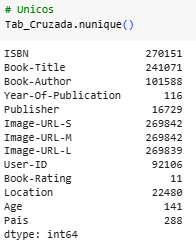 # Unicos
Tab_Cruzada.nunique()
ISBN 270151
Book-Title 241071
Book-Author 101588
Year-Of-Publication 116
Publisher 16729
Image-URL-S 269842
Image-URL-M 269842
Image-URL-L 269839
User-ID 92106
Book-Rating 11
Location 22480
Age 141
Pais 288
dtype: int64